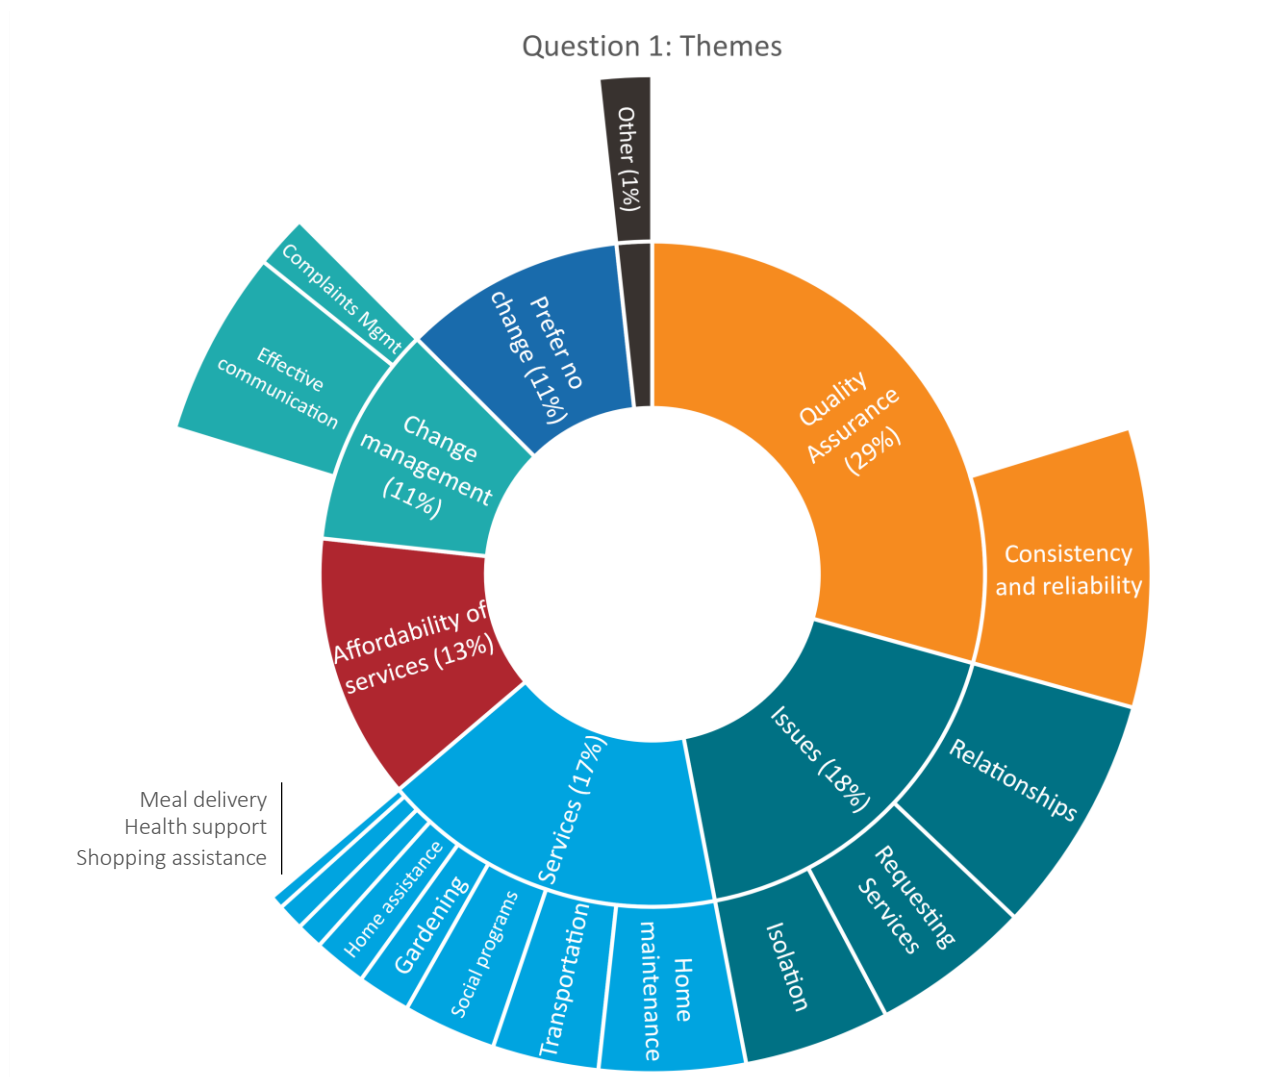 Question 1: Themes
Other (1%)
Quality
Assurance
(29%)
Consistency
and reliability
Issues (18%)
Relationships
Requesting
Services
Isolation
Services (17%)
Home
maintenance
Transportation
Social programs
Gardening
Home assistance
Meal delivery
Health support
Shopping assistance
Affordability of
services (13%)
Change
management
(11%)
Effective
communication
Complaints Mgmt
Prefer no
change (11%)